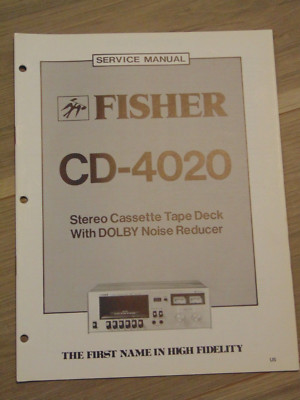 SERVICE MANUAL
FISHER
CD-4020
Stereo Cassette Tape Deck
With DOLBY Noise Reducer
THE FIRST NAME IN HIGH FIDELITY